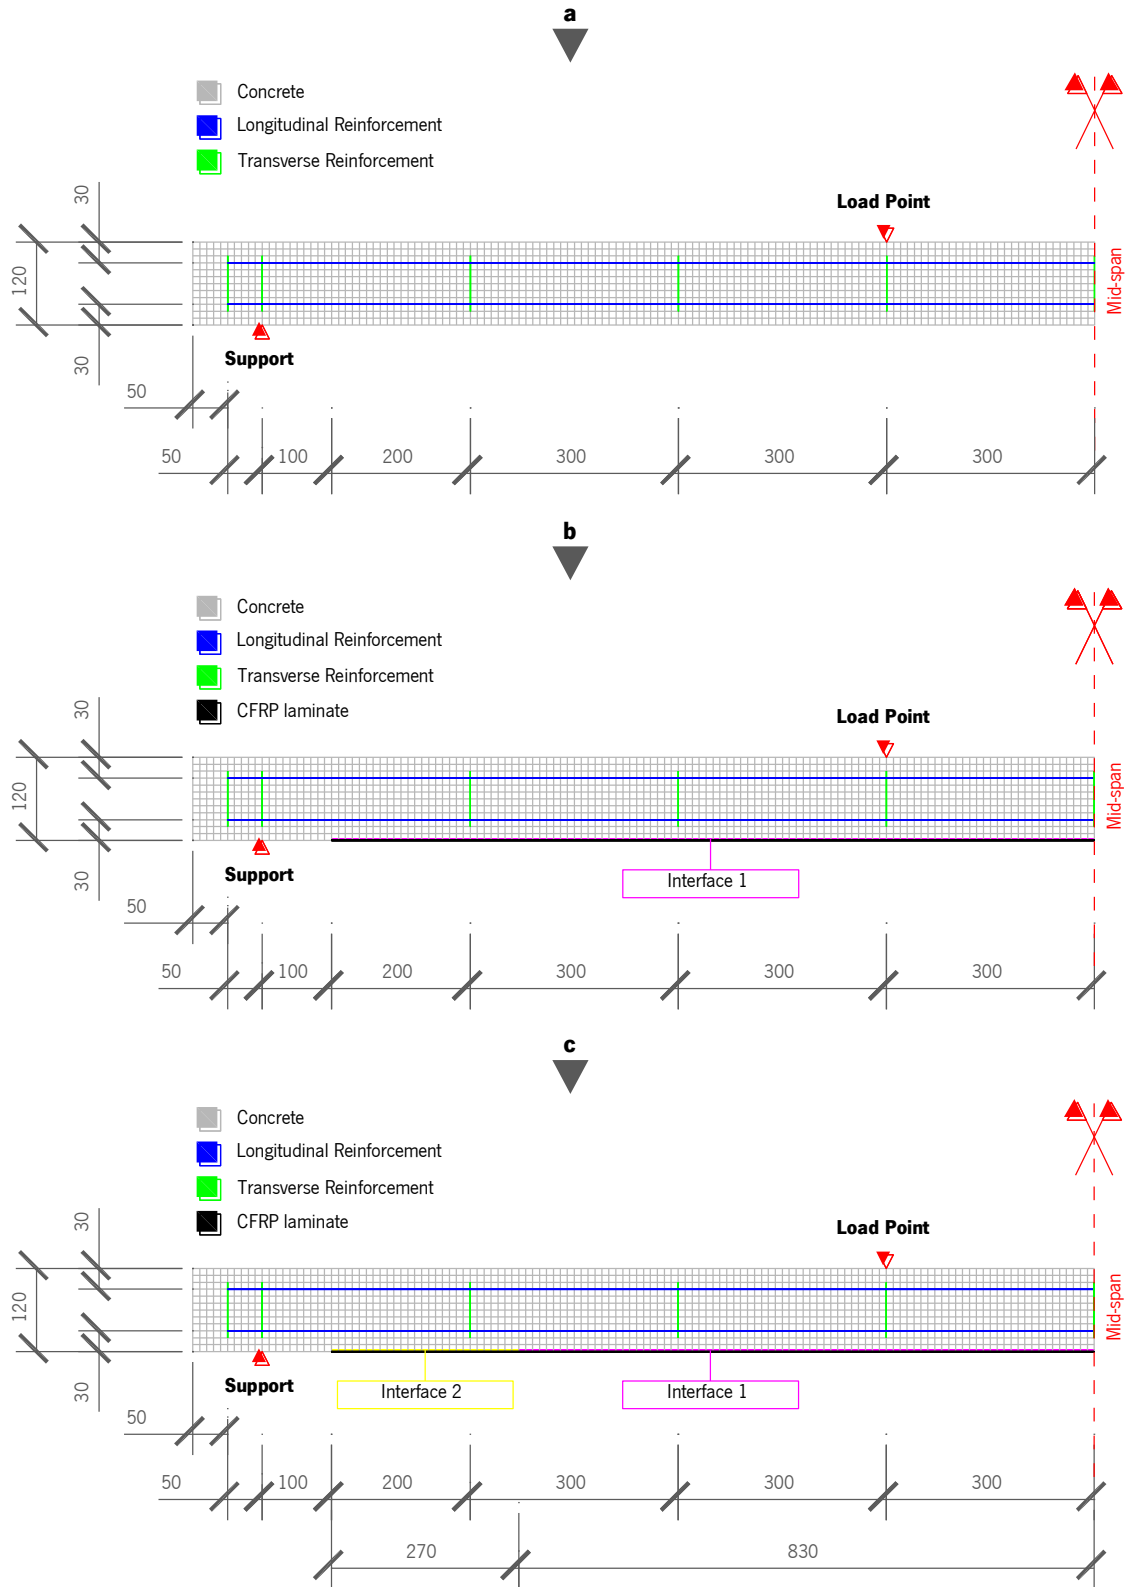 a
Concrete
Longitudinal Reinforcement
Transverse Reinforcement
30
Load Point
120
Mid-span
Support
30
50
50 100 200 300 300 300
b
Concrete
Longitudinal Reinforcement
Transverse Reinforcement
CFRP laminate
30
Load Point
120
Mid-span
Support
Interface 1
30
50
50 100 200 300 300 300
c
Concrete
Longitudinal Reinforcement
Transverse Reinforcement
CFRP laminate
30
Load Point
120
Mid-span
Support
Interface 2
Interface 1
30
50
50 100 200 300 300 300
270 830